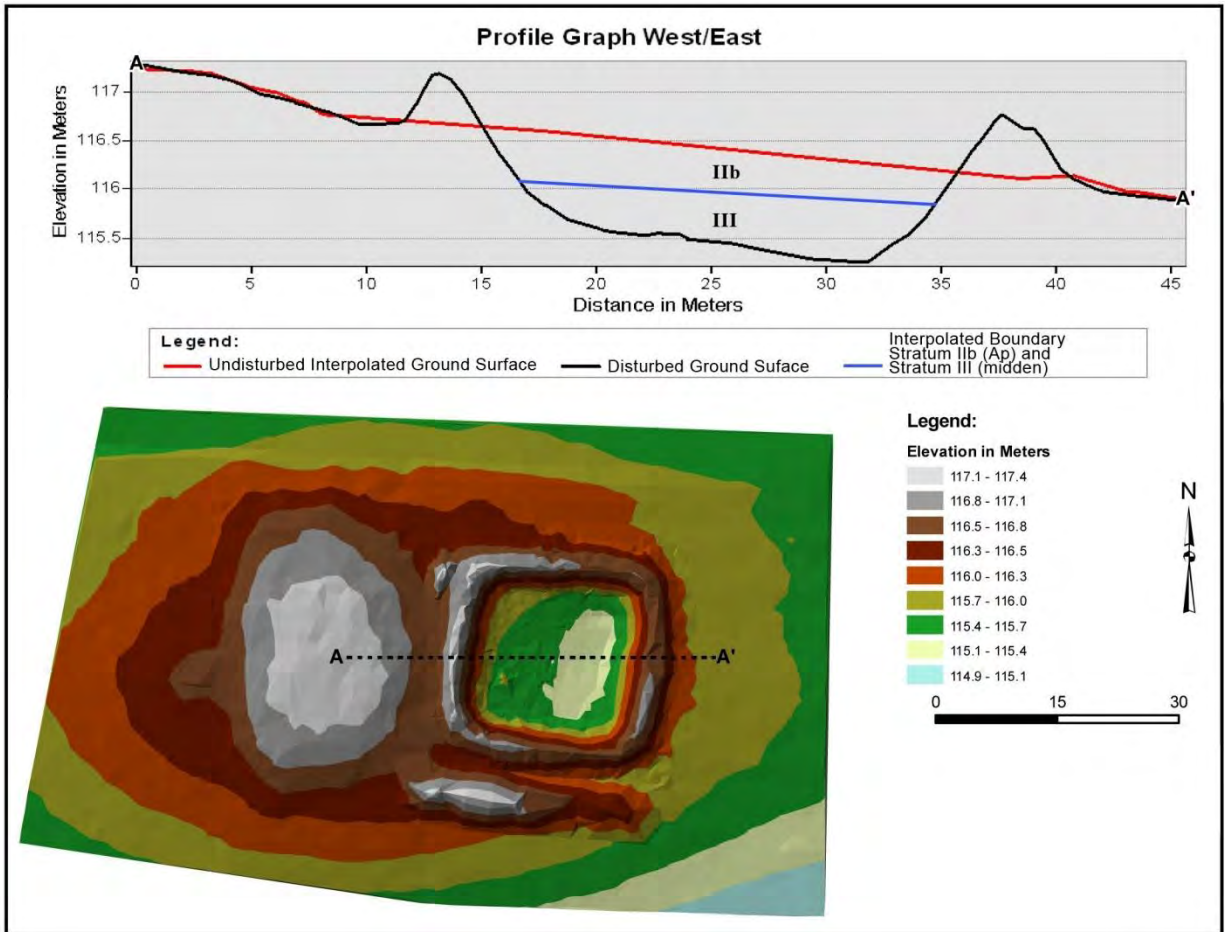 Profile Graph West/East
A
117
116.5
116
115.5
Elevation in Meters
IIb
III
A'
0 5 10 15 20 25 30 35 40 45
Distance in Meters
Legend:
Undisturbed Interpolated Ground Surface
Disturbed Ground Suface
Interpolated Boundary
Stratum IIb (Ap) and
Stratum III (midden)
A
A'
Legend:
Elevation in Meters
117.1 - 117.4
116.8 - 117.1
116.5 - 116.8
116.3 - 116.5
116.0 - 116.3
115.7 - 116.0
115.4 - 115.7
115.1 - 115.4
114.9 - 115.1
N
0 15 30